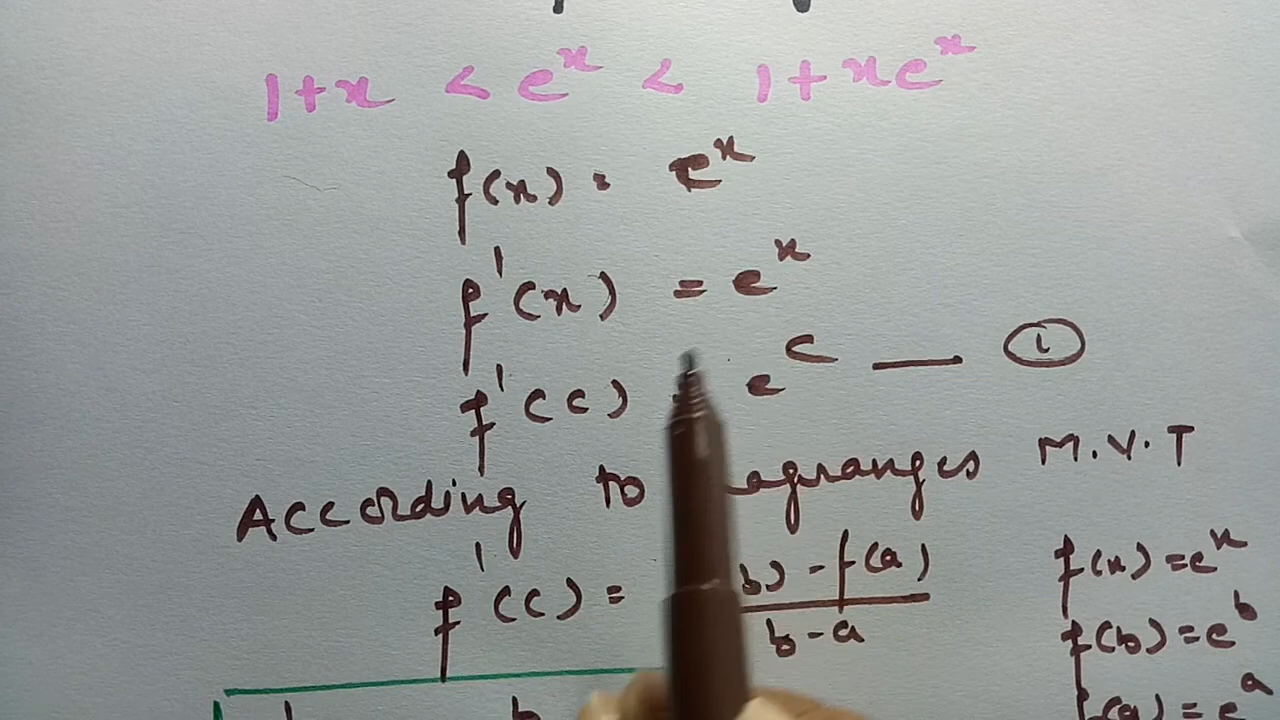 1+x < e^x < 1+xe^x
f(x) = e^x
f'(x) = e^x
f'(c) = e^c — ①
According to Lagranges M.V.T
f'(c) = f(b) - f(a) / b - a
f(x) = e^x
f(b) = e^b
f(a) = e^a